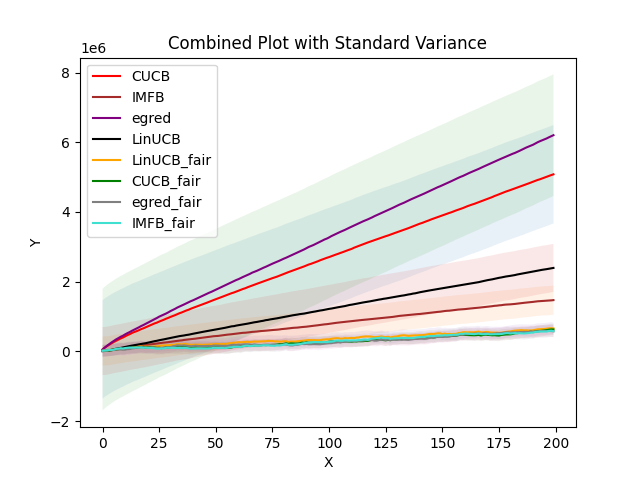 Combined Plot with Standard Variance
1e6
8
6
4
2
0
−2
Y
CUCB
IMFB
egred
LinUCB
LinUCB_fair
CUCB_fair
egred_fair
IMFB_fair
0 25 50 75 100 125 150 175 200
X